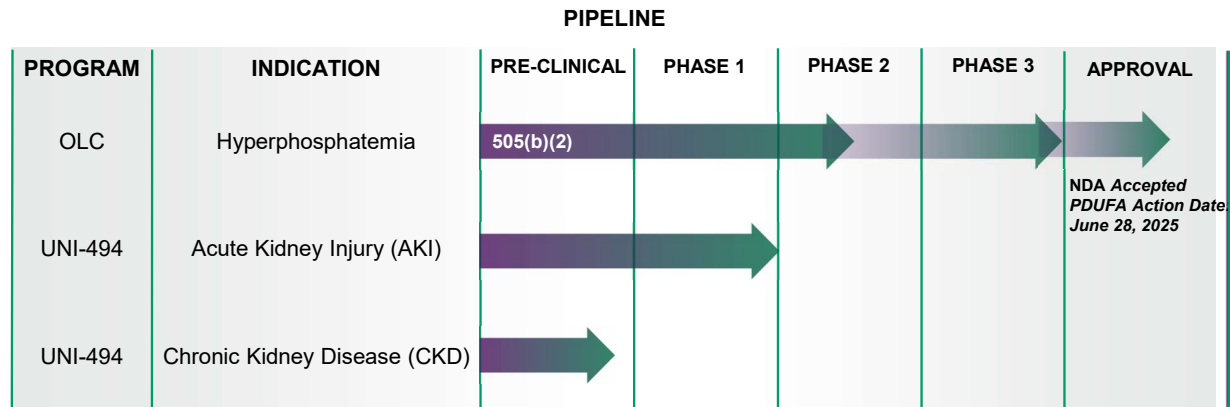 PIPELINE
PROGRAM
INDICATION
PRE-CLINICAL
PHASE 1
PHASE 2
PHASE 3
APPROVAL
OLC
Hyperphosphatemia
505(b)(2)
NDA Accepted
PDUFA Action Date:
June 28, 2025
UNI-494
Acute Kidney Injury (AKI)
UNI-494
Chronic Kidney Disease (CKD)